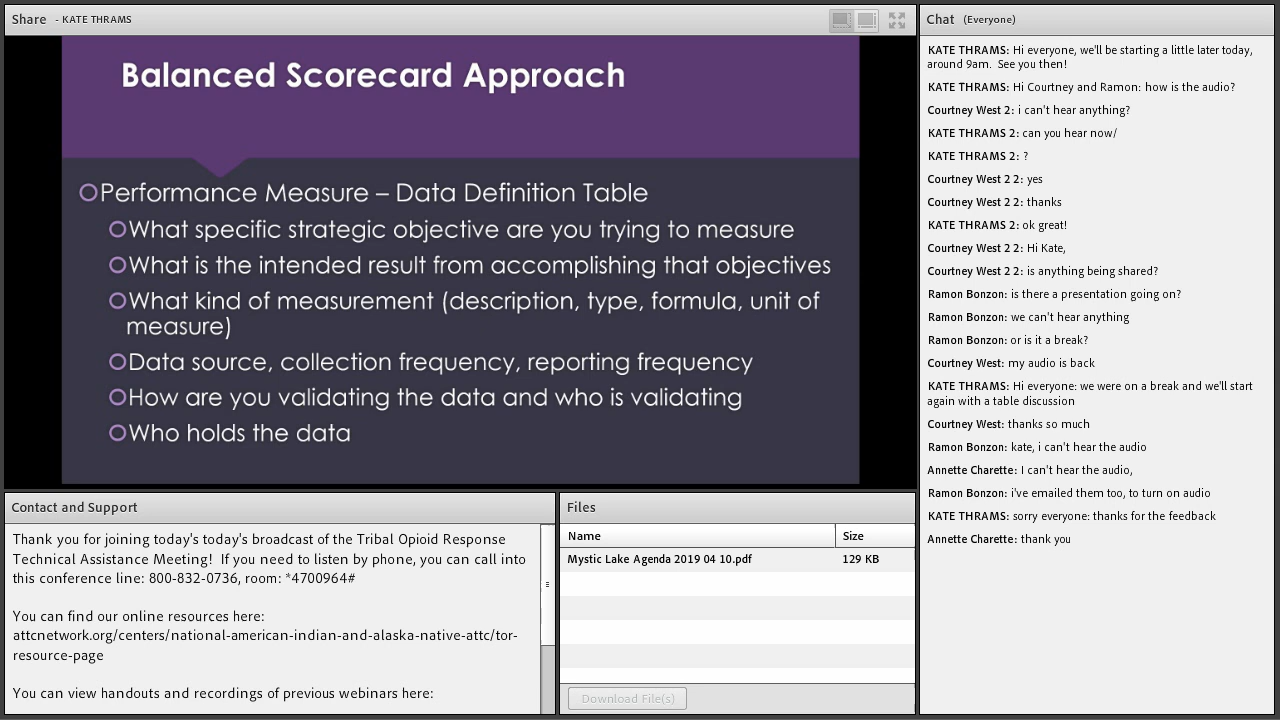 Share - KATE THRAMS
Balanced Scorecard Approach
Performance Measure – Data Definition Table
What specific strategic objective are you trying to measure
What is the intended result from accomplishing that objectives
What kind of measurement (description, type, formula, unit of
measure)
Data source, collection frequency, reporting frequency
How are you validating the data and who is validating
Who holds the data
Contact and Support
Thank you for joining today's today's broadcast of the Tribal Opioid Response
Technical Assistance Meeting!  If you need to listen by phone, you can call into
this conference line: 800-832-0736, room: *4700964#
You can find our online resources here:
attcnetwork.org/centers/national-american-indian-and-alaska-native-attc/tor-
resource-page
You can view handouts and recordings of previous webinars here:
Files
Name Size
Mystic Lake Agenda 2019 04 10.pdf 129 KB
Download File(s)
Chat (Everyone)
KATE THRAMS: Hi everyone, we'll be starting a little later today,
around 9am.  See you then!
KATE THRAMS: Hi Courtney and Ramon: how is the audio?
Courtney West 2: i can't hear anything?
KATE THRAMS 2: can you hear now/
KATE THRAMS 2: ?
Courtney West 2 2: yes
Courtney West 2 2: thanks
KATE THRAMS 2: ok great!
Courtney West 2 2: Hi Kate,
Courtney West 2 2: is anything being shared?
Ramon Bonzon: is there a presentation going on?
Ramon Bonzon: we can't hear anything
Ramon Bonzon: or is it a break?
Courtney West: my audio is back
KATE THRAMS: Hi everyone: we were on a break and we'll start
again with a table discussion
Courtney West: thanks so much
Ramon Bonzon: kate, i can't hear the audio
Annette Charette: I can't hear the audio,
Ramon Bonzon: i've emailed them too, to turn on audio
KATE THRAMS: sorry everyone: thanks for the feedback
Annette Charette: thank you